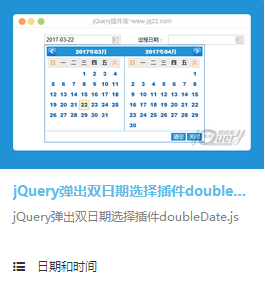 jQuery插件库-www.jq22.com
2017-03-22 返程日期:
2017年03月 2017年04月
日 一 二 三 四 五 六 日 一 二 三 四 五 六
1 2 3 4 1
5 6 7 8 9 10 11 2 3 4 5 6 7 8
12 13 14 15 16 17 18 9 10 11 12 13 14 15
19 20 21 22 23 24 25 16 17 18 19 20 21 22
26 27 28 29 30 31 23 24 25 26 27 28 29
30
清空 关闭
jQuery
jQuery弹出双日期选择插件double...
jQuery弹出双日期选择插件doubleDate.js
日期和时间